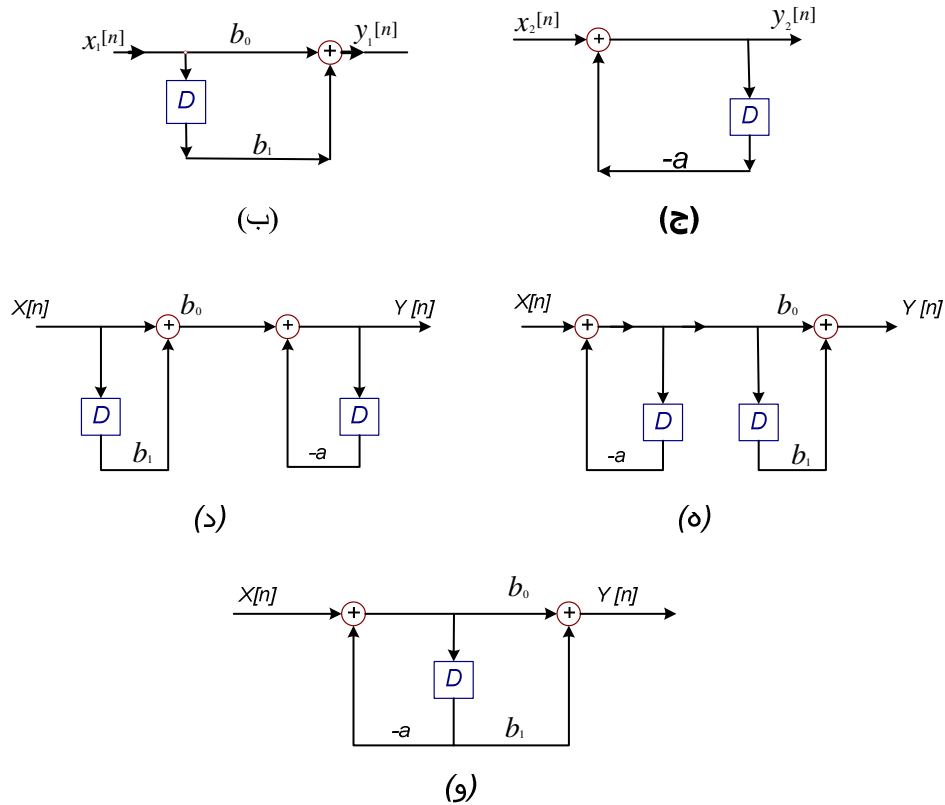 x₁[n] b₀ y₁[n]
D
b₁
(ب)
x₂[n] y₂[n]
D
-a
(ج)
X[n] b₀ Y [n]
D D
b₁ -a
(د)
X[n] b₀ Y [n]
D D
-a b₁
(ه)
X[n] b₀ Y [n]
D
-a b₁
(و)